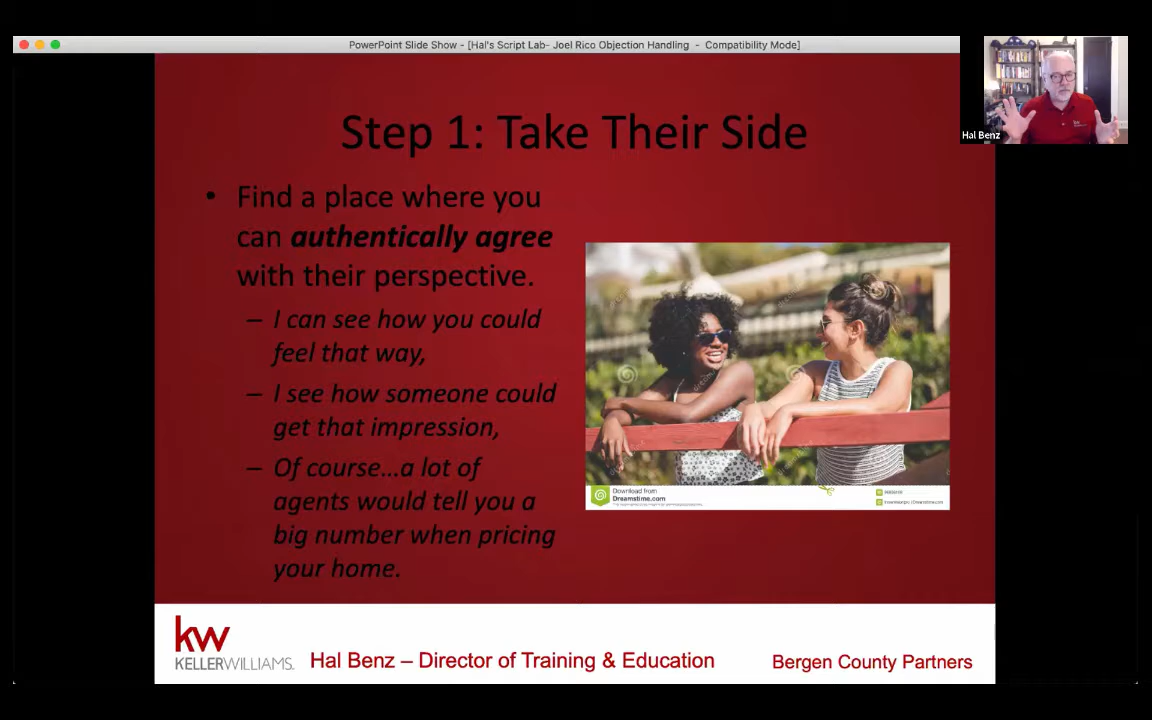 PowerPoint Slide Show - [Hal's Script Lab- Joel Rico Objection Handling - Compatibility Mode]
Hal Benz
Step 1: Take Their Side
• Find a place where you
can authentically agree
with their perspective.
– I can see how you could
feel that way,
– I see how someone could
get that impression,
– Of course...a lot of
agents would tell you a
big number when pricing
your home.
Download from
Dreamstime.com
kw
KELLERWILLIAMS.
Hal Benz – Director of Training & Education
Bergen County Partners